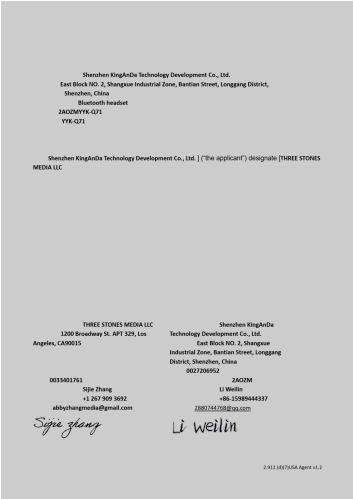 Shenzhen KingAnDa Technology Development Co., Ltd.
East Block NO. 2, Shangxue Industrial Zone, Bantian Street, Longgang District,
Shenzhen, China
Bluetooth headset
2AOZMYYK-Q71
YYK-Q71
Shenzhen KingAnDa Technology Development Co., Ltd. ] ("the applicant") designate [THREE STONES
MEDIA LLC
THREE STONES MEDIA LLC
1200 Broadway St. APT 329, Los
Angeles, CA90015
Shenzhen KingAnDa
Technology Development Co., Ltd.
East Block NO. 2, Shangxue
Industrial Zone, Bantian Street, Longgang
District, Shenzhen, China
0027206952
0033401761
2AOZM
Sijie Zhang
Li Weilin
+1 267 909 3692
+86-15989444337
abbyzhangmedia@gmail.com
2880744768@qq.com
Sijie zhang
Li Weilin
2.911 (d)(7)USA Agent v1.2